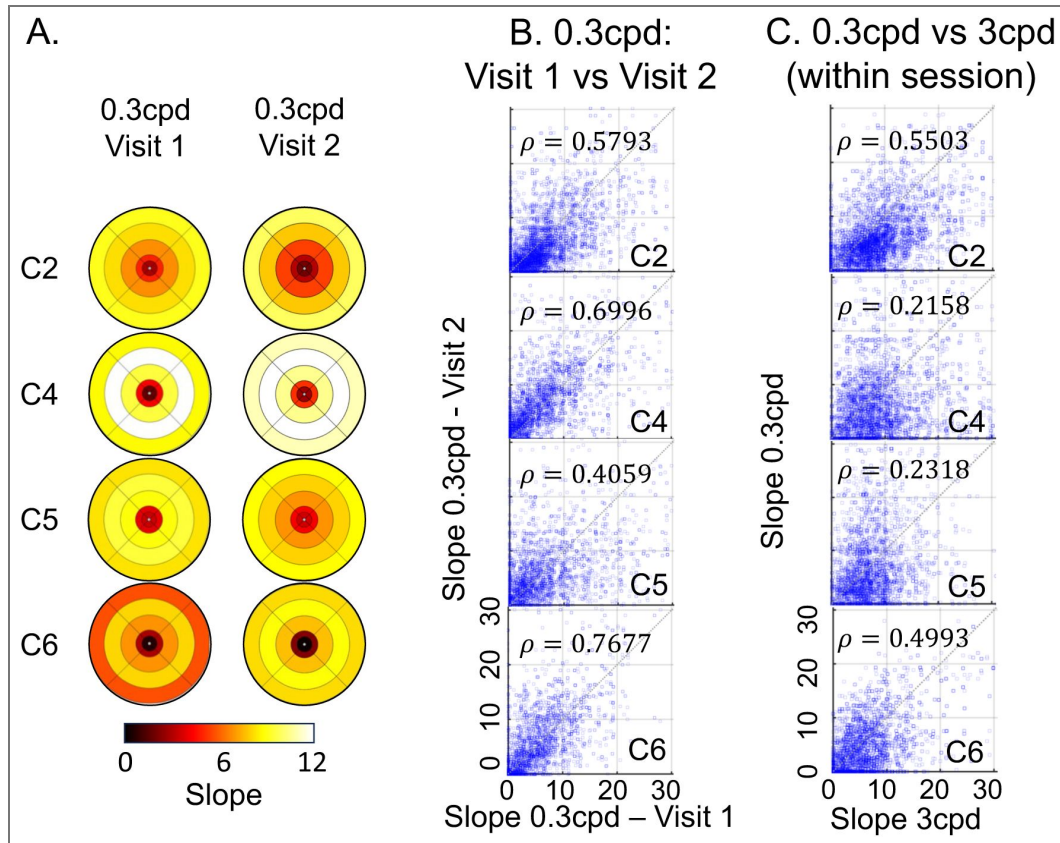 A.
0.3cpd
Visit 1
0.3cpd
Visit 2
C2
C4
C5
C6
0
6
12
Slope
B. 0.3cpd:
Visit 1 vs Visit 2
ρ = 0.5793
C2
ρ = 0.6996
C4
ρ = 0.4059
C5
ρ = 0.7677
C6
Slope 0.3cpd - Visit 2
30
20
10
0
0 10 20 30
Slope 0.3cpd – Visit 1
C. 0.3cpd vs 3cpd
(within session)
ρ = 0.5503
C2
ρ = 0.2158
C4
ρ = 0.2318
C5
ρ = 0.4993
C6
Slope 0.3cpd
30
20
10
0
0 10 20 30
Slope 3cpd